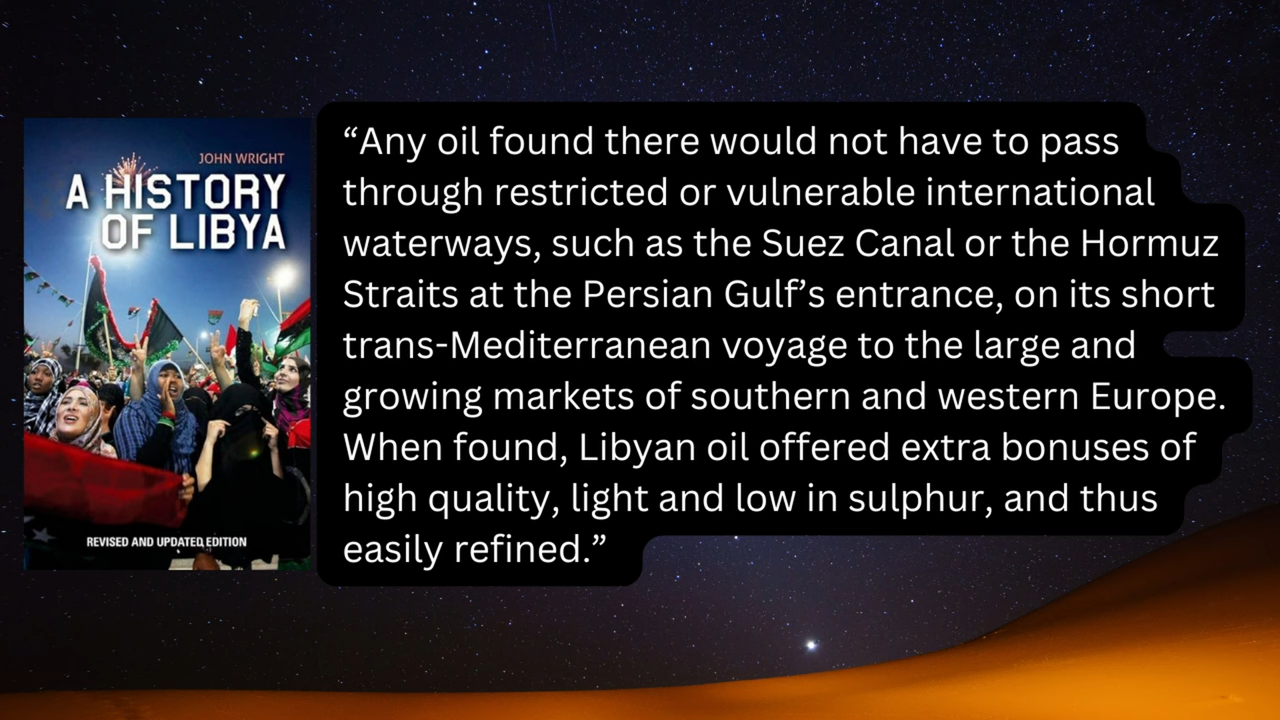 JOHN WRIGHT
A HISTORY
OF LIBYA
REVISED AND UPDATED EDITION
“Any oil found there would not have to pass
through restricted or vulnerable international
waterways, such as the Suez Canal or the Hormuz
Straits at the Persian Gulf’s entrance, on its short
trans-Mediterranean voyage to the large and
growing markets of southern and western Europe.
When found, Libyan oil offered extra bonuses of
high quality, light and low in sulphur, and thus
easily refined.”